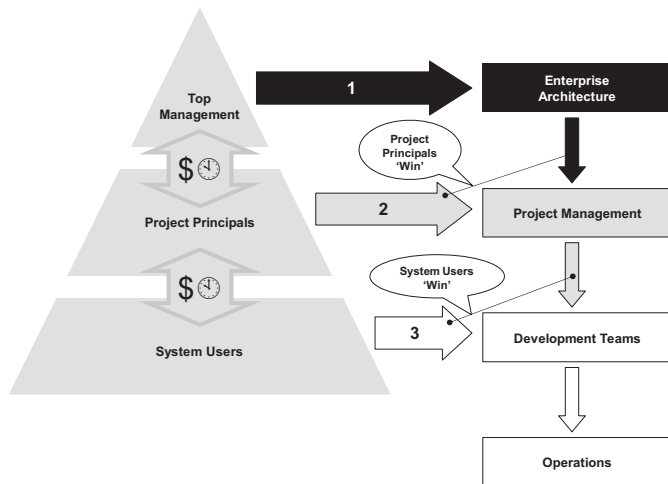 Top
Management
1
Enterprise
Architecture
Project
Principals
‘Win’
$
Project Principals
2
Project Management
System Users
‘Win’
$
System Users
3
Development Teams
Operations